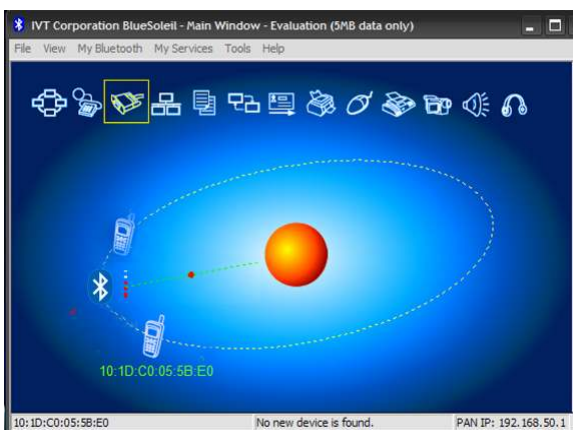 IVT Corporation BlueSoleil - Main Window - Evaluation (5MB data only)
File View My Bluetooth My Services Tools Help
10:1D:C0:05:5B:E0
10:1D:C0:05:5B:E0 No new device is found. PAN IP: 192.168.50.1